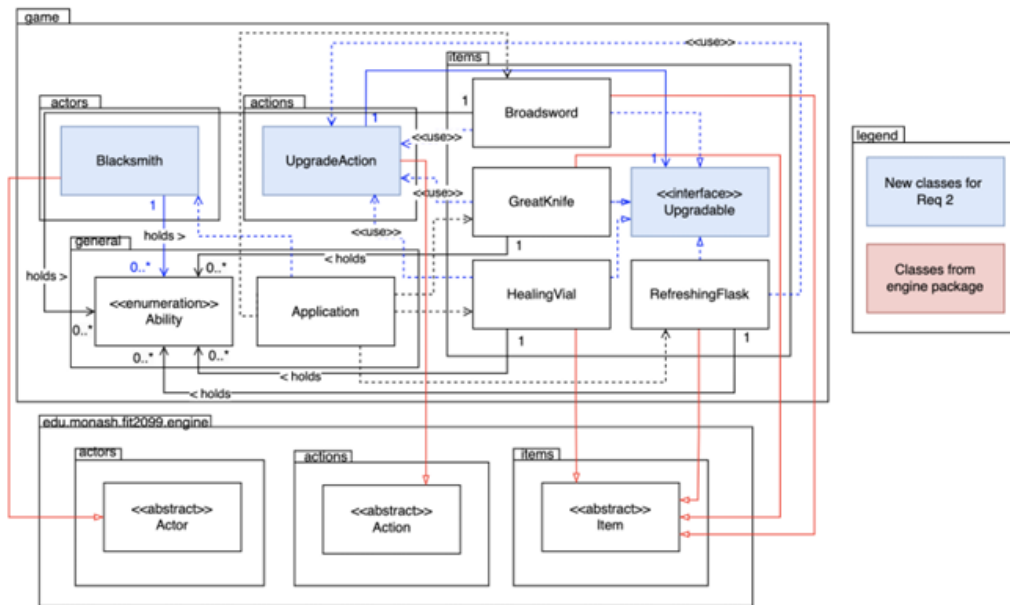 game
<<use>>
items
actors
actions
1
Broadsword
legend
Blacksmith
UpgradeAction
1
<<use>>
1
New classes for
Req 2
<<use>>
GreatKnife
<<interface>>
Upgradable
1
holds >
<<use>>
1
general
< holds
holds >
0..*
0..*
Classes from
engine package
<<enumeration>>
Ability
Application
HealingVial
RefreshingFlask
0..*
0..*
0..*
1
1
< holds
< holds
edu.monash.fit2099.engine
actors
actions
items
<<abstract>>
Actor
<<abstract>>
Action
<<abstract>>
Item